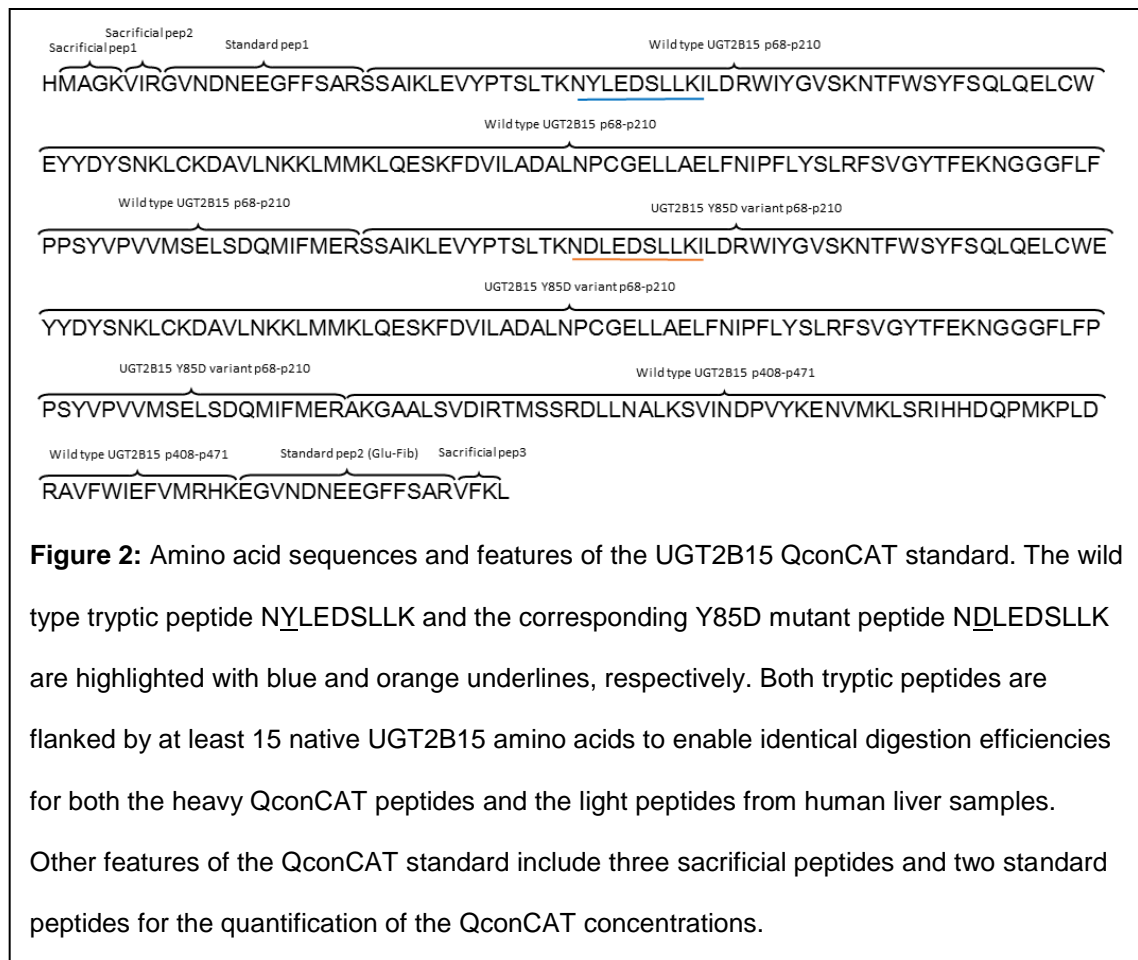 Sacrificial pep2
Sacrificial pep1 Standard pep1 Wild type UGT2B15 p68-p210
HMAGKVIRGVNDNEEGFFSARSSAIKLEVYPTSLTKNYLEDSLLKILDRWIYGVSKNTFWSYFSQLQELCW
Wild type UGT2B15 p68-p210
EYYDYSNKLCKDAVLNKKLMMKLQESKFDVILADALNPCGELLAELFNIPFLYSLRFSVGYTFEKNGGGFLF
Wild type UGT2B15 p68-p210 UGT2B15 Y85D variant p68-p210
PPSYVPVVMSELSDQMIFMERSSAIKLEVYPTSLTKNDLEDSLLKILDRWIYGVSKNTFWSYFSQLQELCWE
UGT2B15 Y85D variant p68-p210
YYDYSNKLCKDAVLNKKLMMKLQESKFDVILADALNPCGELLAELFNIPFLYSLRFSVGYTFEKNGGGFLFP
UGT2B15 Y85D variant p68-p210 Wild type UGT2B15 p408-p471
PSYVPVVMSELSDQMIFMERAKGAALSVDIRTMSSRDLLNALKSVINDPVYKENVMKLSRIHHDQPMKPLD
Wild type UGT2B15 p408-p471 Standard pep2 (Glu-Fib) Sacrificial pep3
RAVFWIEFVMRHKEGVNDNEEGFFSARVFKL
Figure 2: Amino acid sequences and features of the UGT2B15 QconCAT standard. The wild
type tryptic peptide NYLEDSLLK and the corresponding Y85D mutant peptide NDLEDSLLK
are highlighted with blue and orange underlines, respectively. Both tryptic peptides are
flanked by at least 15 native UGT2B15 amino acids to enable identical digestion efficiencies
for both the heavy QconCAT peptides and the light peptides from human liver samples.
Other features of the QconCAT standard include three sacrificial peptides and two standard
peptides for the quantification of the QconCAT concentrations.